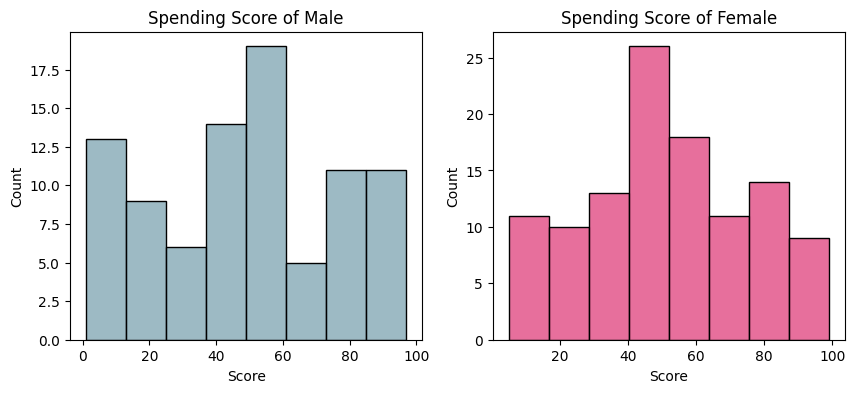 Spending Score of Male
17.5
15.0
12.5
10.0
7.5
5.0
2.5
0.0
Count
0 20 40 60 80 100
Score
Spending Score of Female
25
20
15
10
5
0
Count
20 40 60 80 100
Score